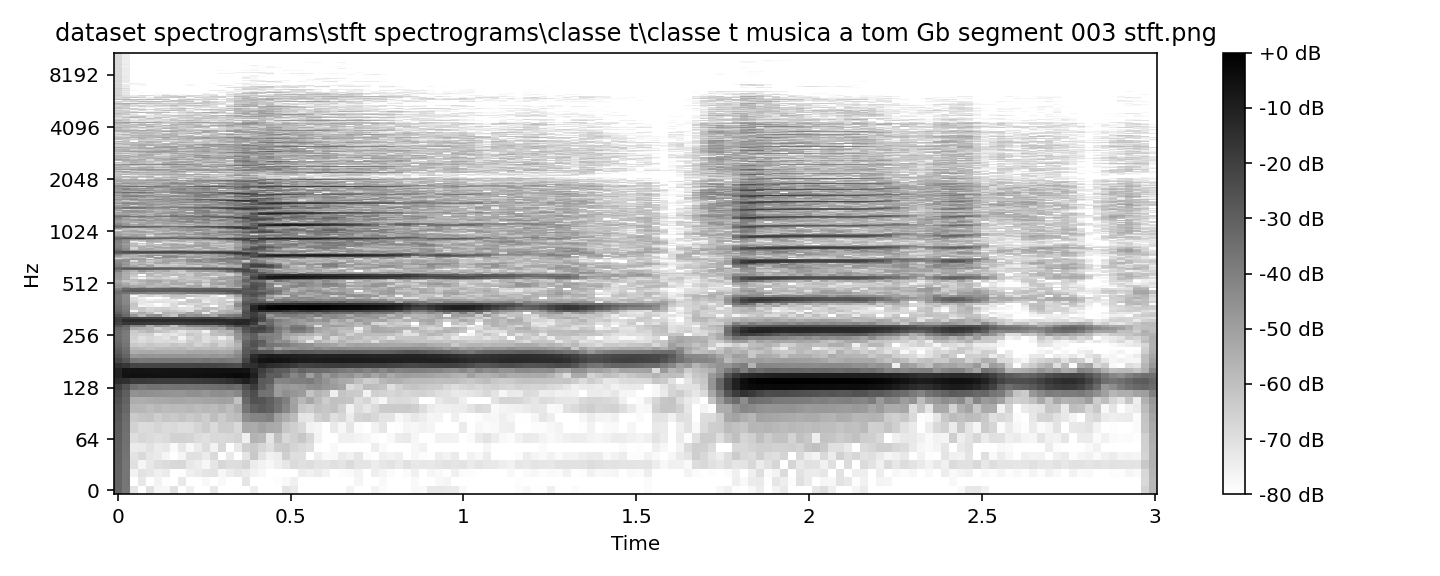 dataset spectrograms\stft spectrograms\classe t\classe t musica a tom Gb segment 003 stft.png
8192
4096
2048
1024
512
256
128
64
0
Hz
0
0.5
1
1.5
2
2.5
3
Time
+0 dB
-10 dB
-20 dB
-30 dB
-40 dB
-50 dB
-60 dB
-70 dB
-80 dB